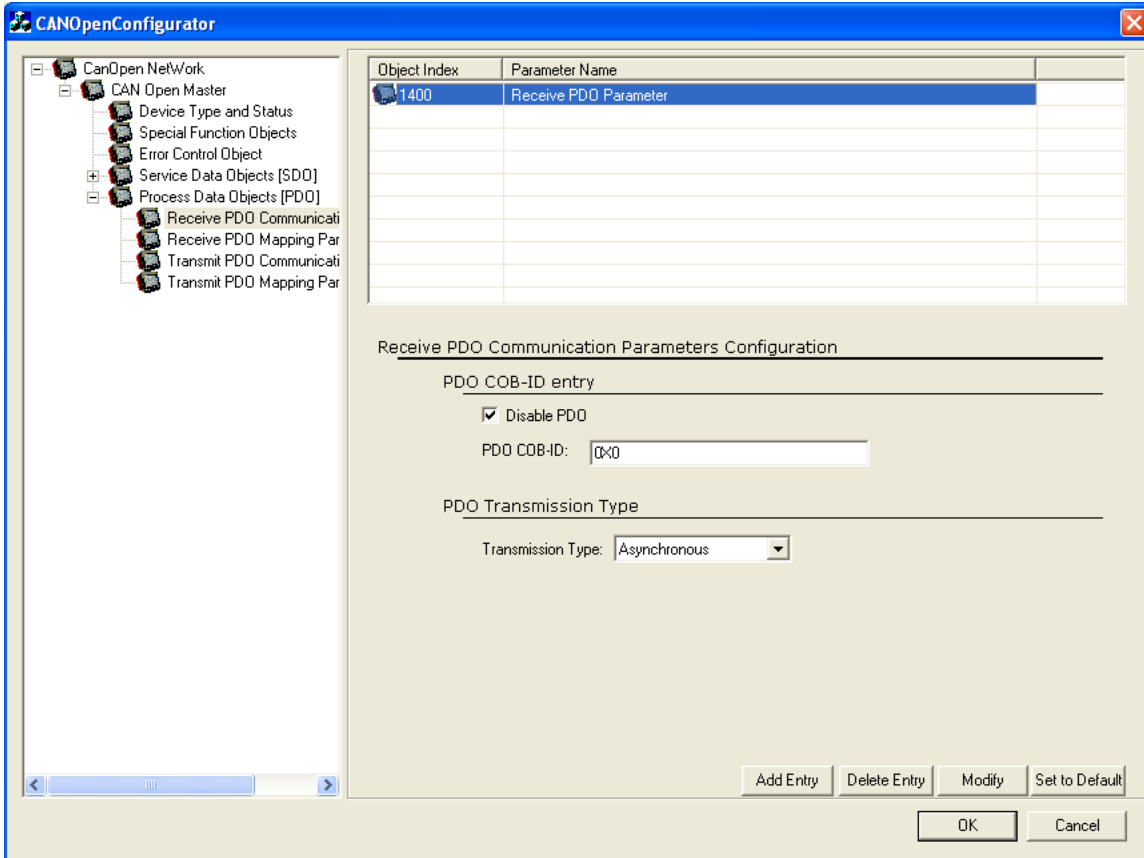 CANOpenConfigurator
CanOpen NetWork
CAN Open Master
Device Type and Status
Special Function Objects
Error Control Object
Service Data Objects [SDO]
Process Data Objects [PDO]
Receive PDO Communicati
Receive PDO Mapping Par
Transmit PDO Communicati
Transmit PDO Mapping Par
Object Index Parameter Name
1400 Receive PDO Parameter
Receive PDO Communication Parameters Configuration
PDO COB-ID entry
Disable PDO
PDO COB-ID: 0X0
PDO Transmission Type
Transmission Type: Asynchronous
Add Entry Delete Entry Modify Set to Default
OK Cancel